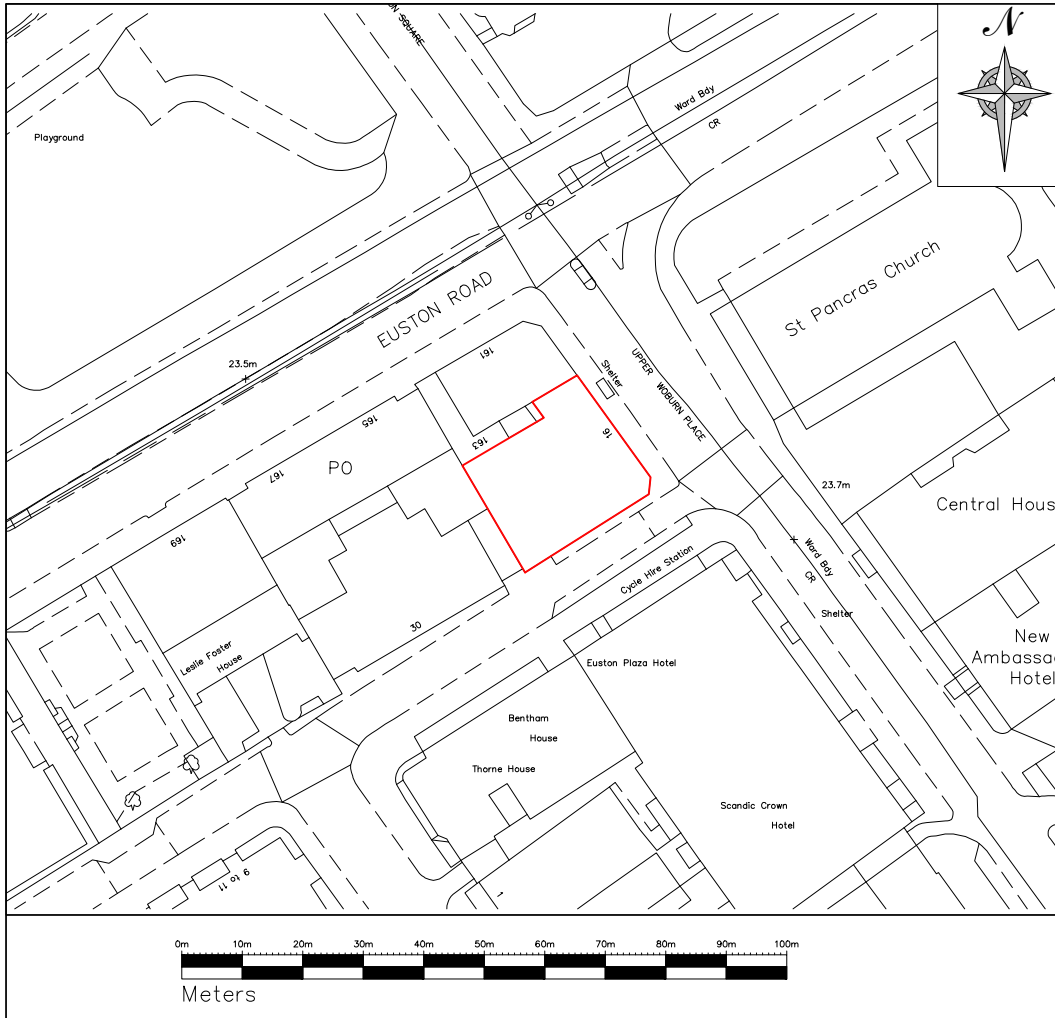 ON SQUARE
N
Ward Bdy
CR
Playground
St Pancras Church
EUSTON ROAD
161
23.5m
Shelter
UPPER WOBURN PLACE
165
16
163
PO
167
23.7m
Central Hous
169
Ward Bdy
CR
Cycle Hire Station
Shelter
30
Leslie Foster
House
Euston Plaza Hotel
New
Ambassad
Hotel
Bentham
House
Thorne House
Scandic Crown
Hotel
9 to 11
1
0m 10m 20m 30m 40m 50m 60m 70m 80m 90m 100m
Meters